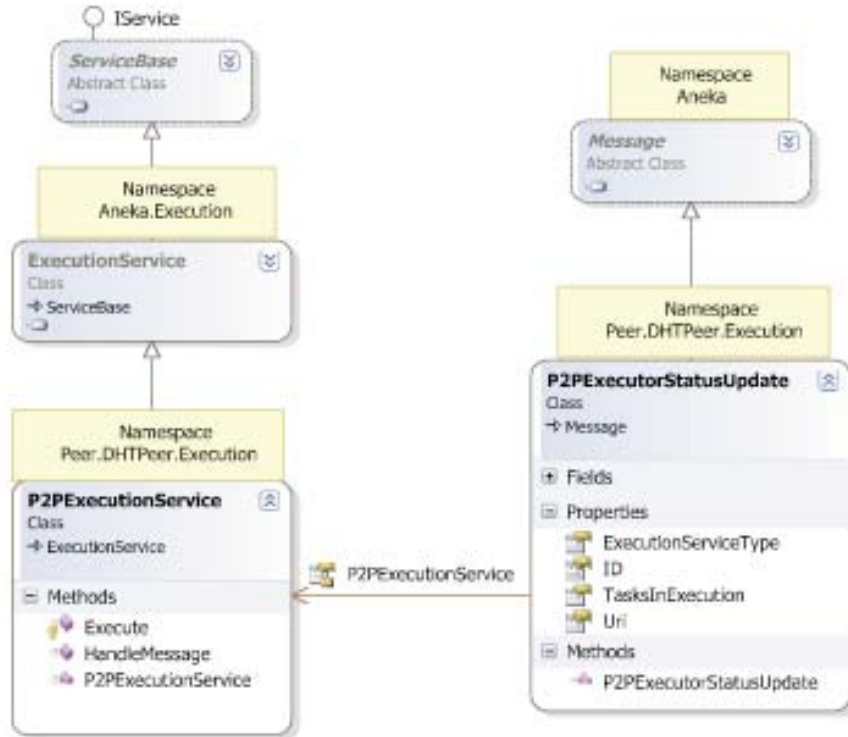 IService
ServiceBase
Abstract Class
Namespace
Aneka.Execution
ExecutionService
Class
ServiceBase
Namespace
Peer.DHTPeer.Execution
P2PExecutionService
Class
ExecutionService
Methods
Execute
HandleMessage
P2PExecutionService
P2PExecutionService
Namespace
Aneka
Message
Abstract Class
Namespace
Peer.DHTPeer.Execution
P2PExecutorStatusUpdate
Class
Message
Fields
Properties
ExecutionServiceType
ID
TasksInExecution
Uri
Methods
P2PExecutorStatusUpdate